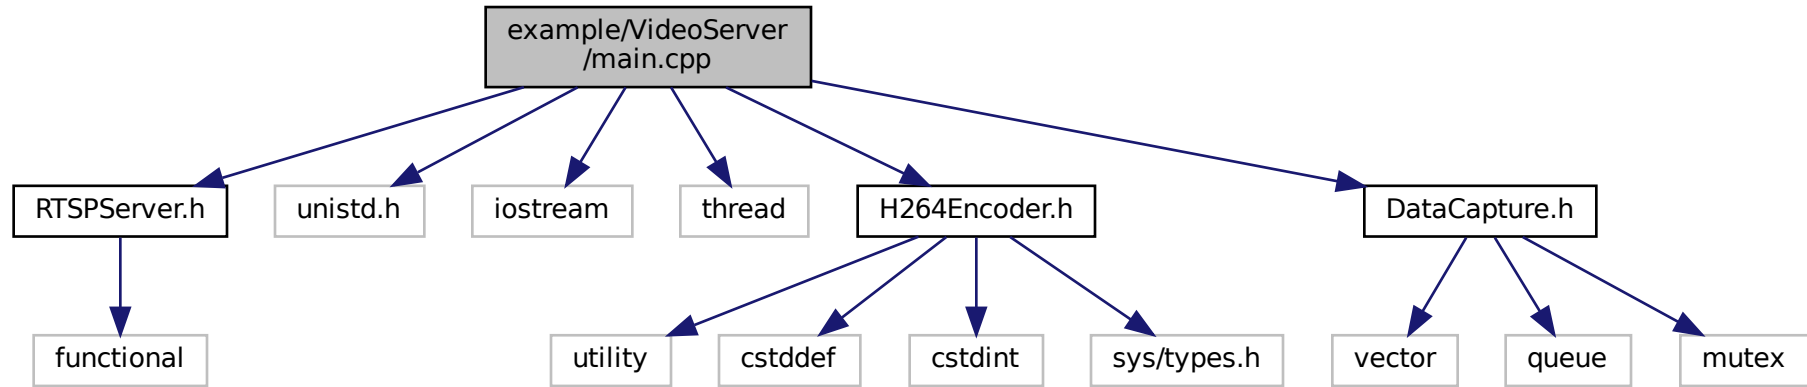 example/VideoServer
/main.cpp
RTSPServer.h
unistd.h
iostream
thread
H264Encoder.h
DataCapture.h
functional
utility
cstddef
cstdint
sys/types.h
vector
queue
mutex